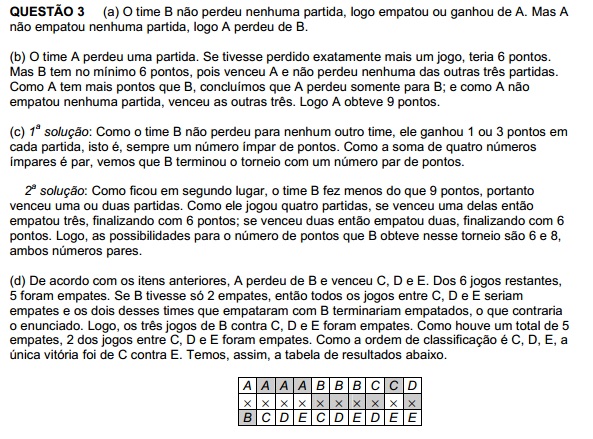 QUESTÃO 3 (a) O time B não perdeu nenhuma partida, logo empatou ou ganhou de A. Mas A
não empatou nenhuma partida, logo A perdeu de B.
(b) O time A perdeu uma partida. Se tivesse perdido exatamente mais um jogo, teria 6 pontos.
Mas B tem no mínimo 6 pontos, pois venceu A e não perdeu nenhuma das outras três partidas.
Como A tem mais pontos que B, concluímos que A perdeu somente para B; e como A não
empatou nenhuma partida, venceu as outras três. Logo A obteve 9 pontos.
(c) 1ª solução: Como o time B não perdeu para nenhum outro time, ele ganhou 1 ou 3 pontos em
cada partida, isto é, sempre um número ímpar de pontos. Como a soma de quatro números
ímpares é par, vemos que B terminou o torneio com um número par de pontos.
2ª solução: Como ficou em segundo lugar, o time B fez menos do que 9 pontos, portanto
venceu uma ou duas partidas. Como ele jogou quatro partidas, se venceu uma delas então
empatou três, finalizando com 6 pontos; se venceu duas então empatou duas, finalizando com 6
pontos. Logo, as possibilidades para o número de pontos que B obteve nesse torneio são 6 e 8,
ambos números pares.
(d) De acordo com os itens anteriores, A perdeu de B e venceu C, D e E. Dos 6 jogos restantes,
5 foram empates. Se B tivesse só 2 empates, então todos os jogos entre C, D e E seriam
empates e os dois desses times que empataram com B terminariam empatados, o que contraria
o enunciado. Logo, os três jogos de B contra C, D e E foram empates. Como houve um total de 5
empates, 2 dos jogos entre C, D e E foram empates. Como a ordem de classificação é C, D, E, a
única vitória foi de C contra E. Temos, assim, a tabela de resultados abaixo.
A A A A B B B C C D
× × × × × × × × × ×
B C D E C D E D E E